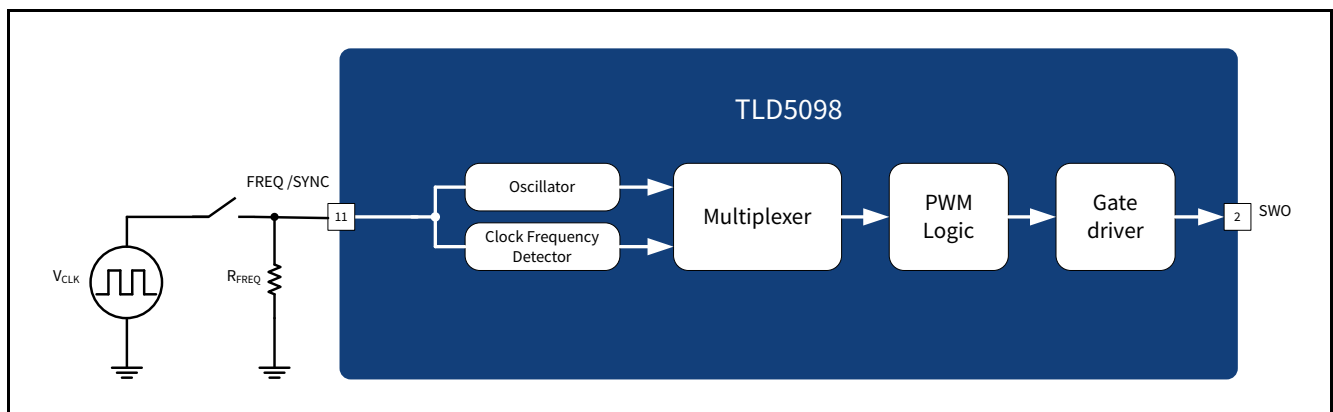 TLD5098
FREQ /SYNC
11
Oscillator
Clock Frequency
Detector
Multiplexer
PWM
Logic
Gate
driver
2
SWO
VCLK
RFREQ